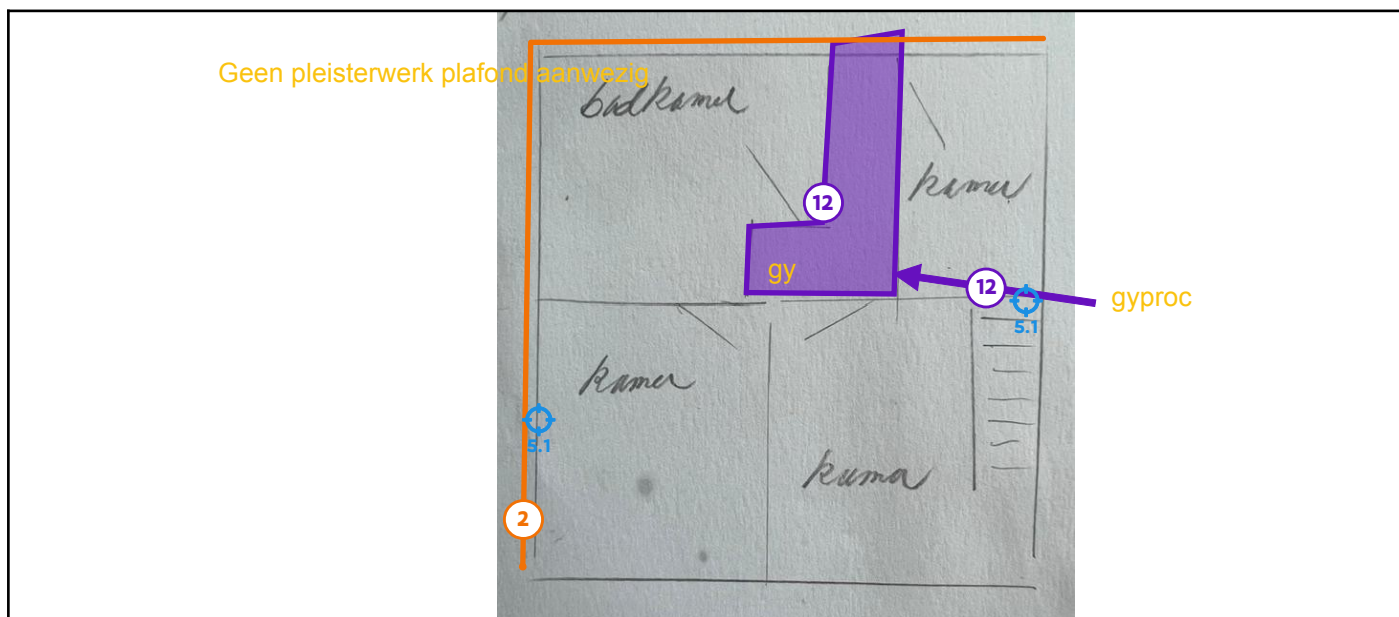 Geen pleisterwerk plafond aanwezig
badkamer
kamer
12
gy
12
gyproc
5.1
kamer
5.1
kamer
2